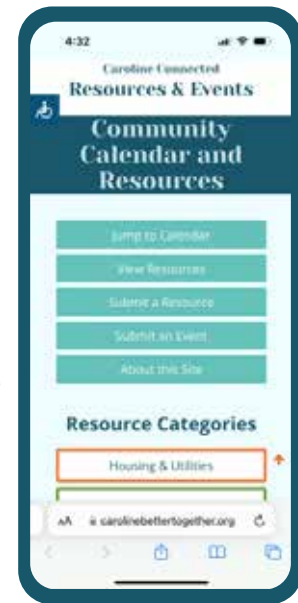 4:32
Caroline Connected
Resources & Events
Community
Calendar and
Resources
Jump to Calendar
View Resources
Submit a Resource
Submit an Event
About this Site
Resource Categories
Housing & Utilities
AA carolinebettertogether.org